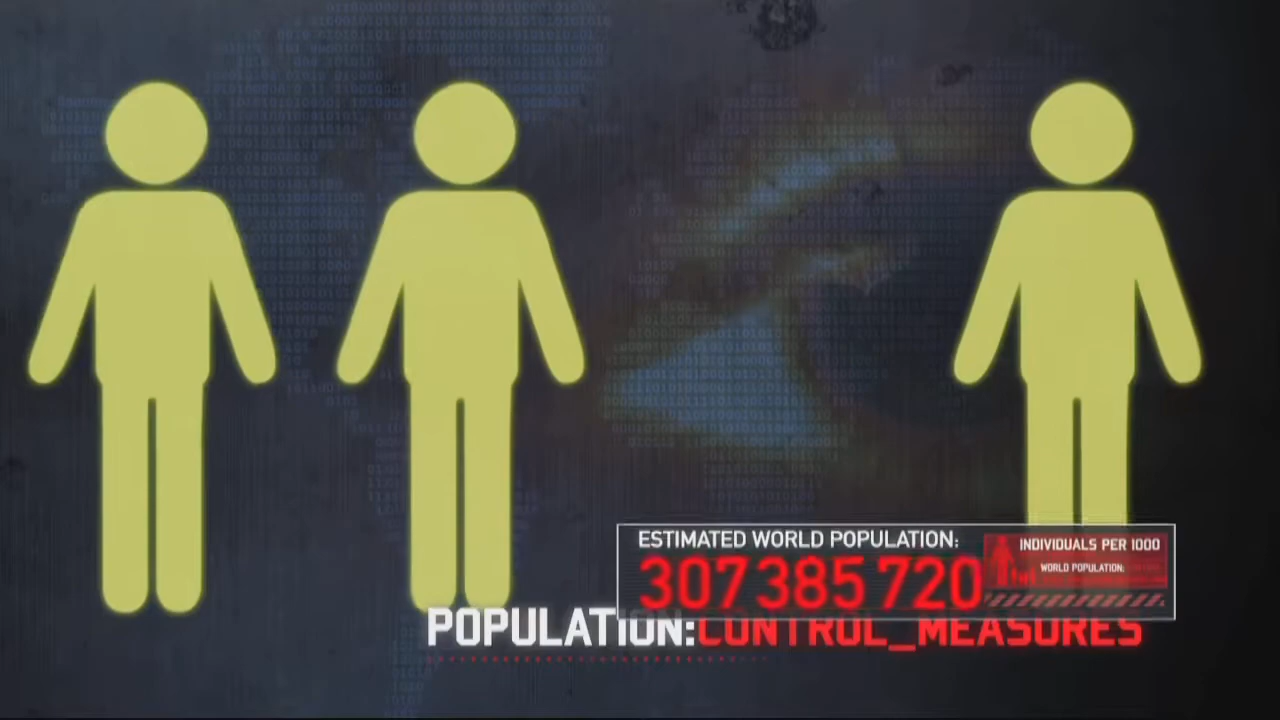 ESTIMATED WORLD POPULATION:
307 385 720
INDIVIDUALS PER 1000
WORLD POPULATION:
POPULATION:CONTROL_MEASURES